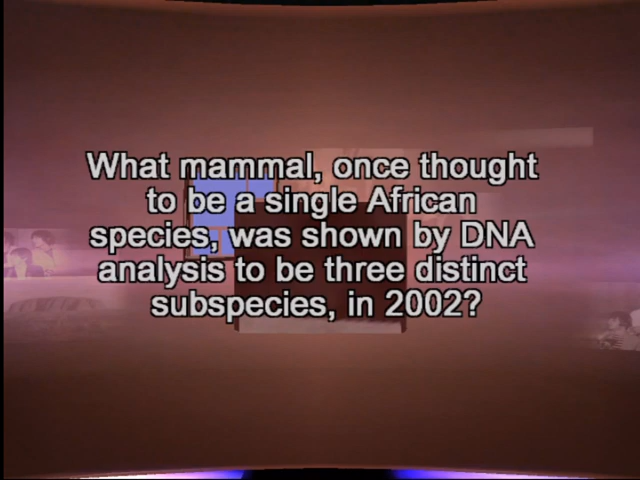 What mammal, once thought
to be a single African
species, was shown by DNA
analysis to be three distinct
subspecies, in 2002?